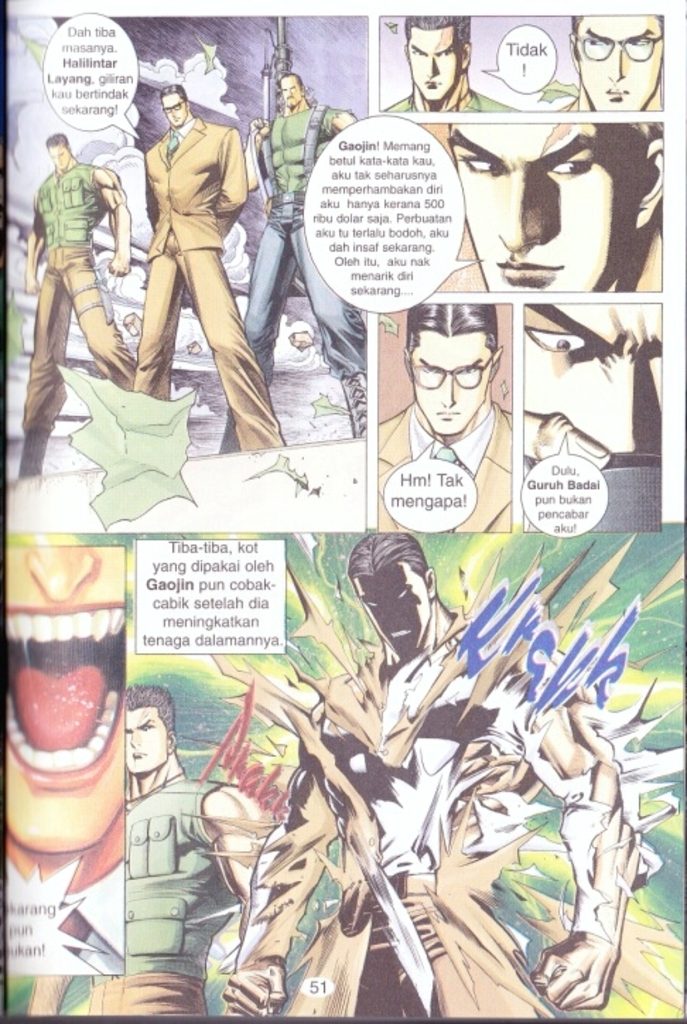 Dah tiba
masanya.
Halilintar
Layang, giliran
kau bertindak
sekarang!
Tidak
!
Gaojin! Memang
betul kata-kata kau,
aku tak seharusnya
memperhambakan diri
aku hanya kerana 500
ribu dolar saja. Perbuatan
aku tu terlalu bodoh, aku
dah insaf sekarang.
Oleh itu, aku nak
menarik diri
sekarang....
Hm! Tak
mengapa!
Dulu,
Guruh Badai
pun bukan
pencabar
aku!
Tiba-tiba, kot
yang dipakai oleh
Gaojin pun cobak-
cabik setelah dia
meningkatkan
tenaga dalamannya.
pun
51